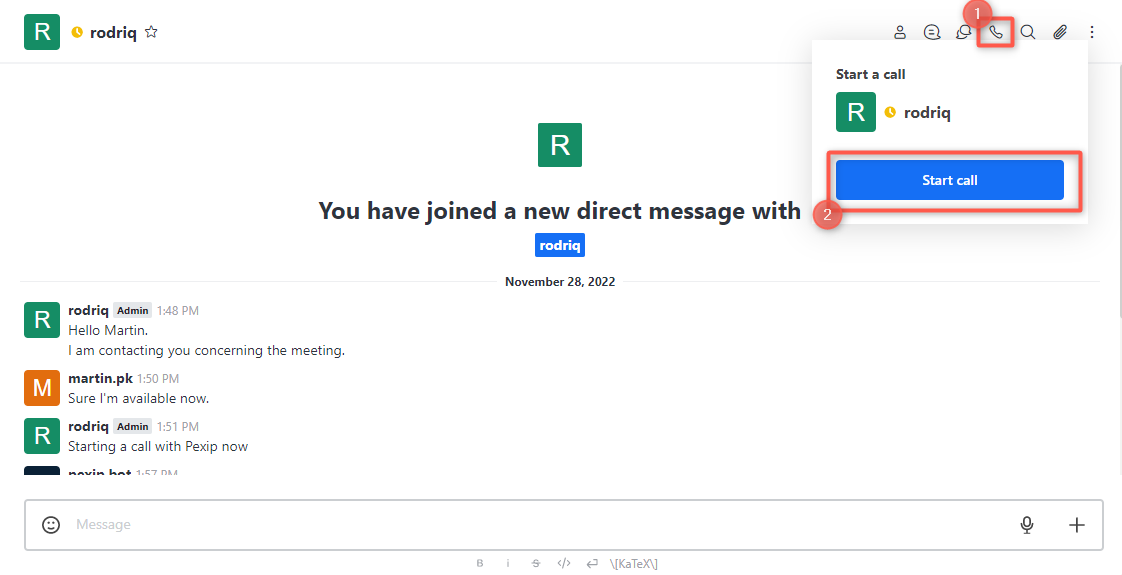 R rodriq
1
Start a call
R rodriq
Start call
2
R
You have joined a new direct message with
rodriq
November 28, 2022
R rodriq Admin 1:48 PM
Hello Martin.
I am contacting you concerning the meeting.
M martin.pk 1:50 PM
Sure I'm available now.
R rodriq Admin 1:51 PM
Starting a call with Pexip now
pexip.bot 1:57 PM
Message
B i S </> \[KaTeX\]